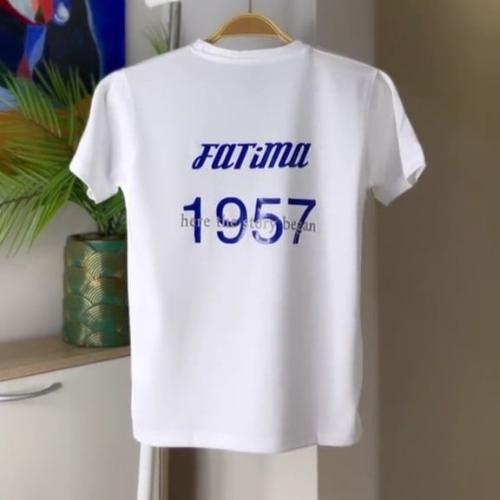 FATiMA
1957
here the story began